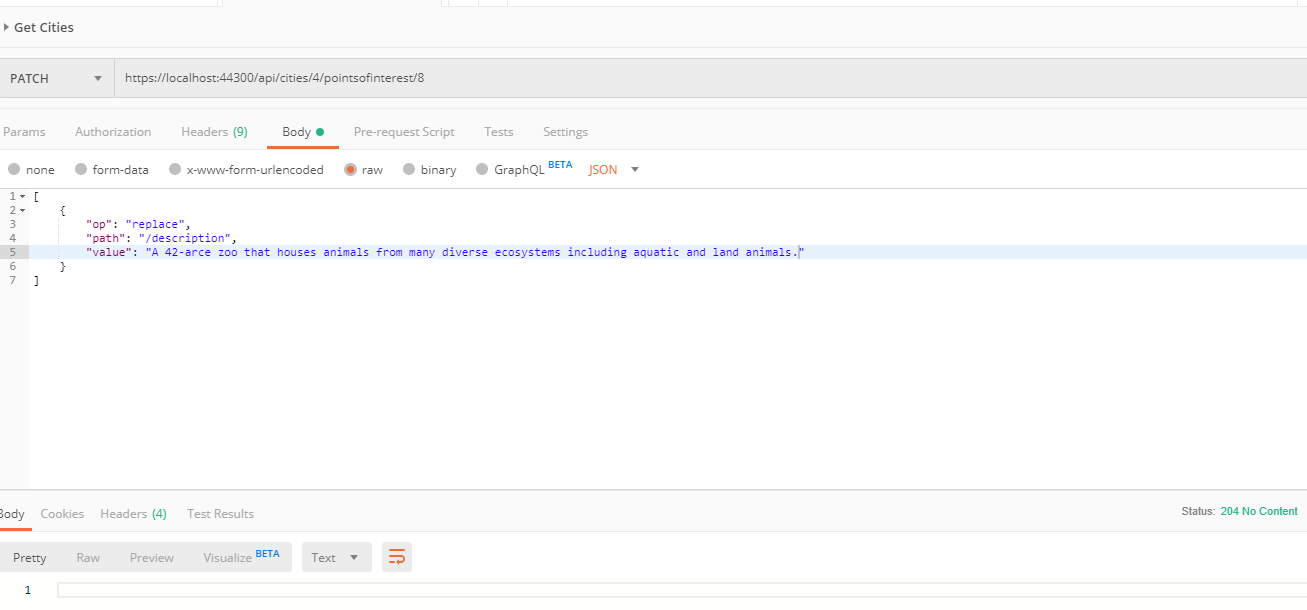 Get Cities
PATCH https://localhost:44300/api/cities/4/pointsofinterest/8
Params Authorization Headers (9) Body Pre-request Script Tests Settings
none form-data x-www-form-urlencoded raw binary GraphQL BETA JSON
1 [
2 {
3 "op": "replace",
4 "path": "/description",
5 "value": "A 42-arce zoo that houses animals from many diverse ecosystems including aquatic and land animals."
6 }
7 ]
Body Cookies Headers (4) Test Results Status: 204 No Content
Pretty Raw Preview Visualize BETA Text
1